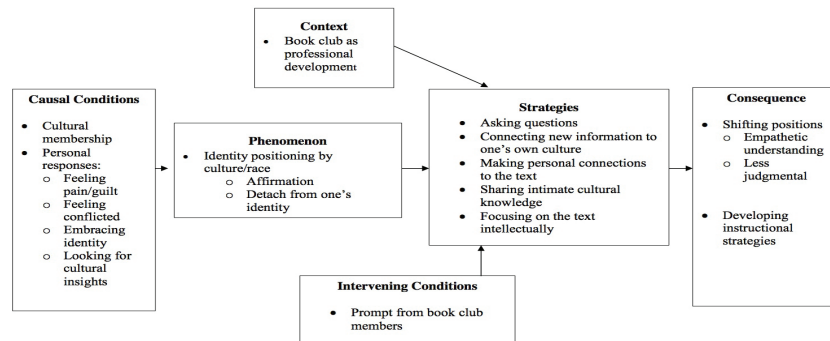 Context
• Book club as
professional
development
Causal Conditions
• Cultural
membership
• Personal
responses:
o Feeling
pain/guilt
o Feeling
conflicted
o Embracing
identity
o Looking for
cultural
insights
Phenomenon
• Identity positioning by
culture/race
o Affirmation
o Detach from one's
identity
Strategies
• Asking questions
• Connecting new information to
one's own culture
• Making personal connections
to the text
• Sharing intimate cultural
knowledge
• Focusing on the text
intellectually
Consequence
• Shifting positions
o Empathetic
understanding
o Less
judgmental
• Developing
instructional
strategies
Intervening Conditions
• Prompt from book club
members